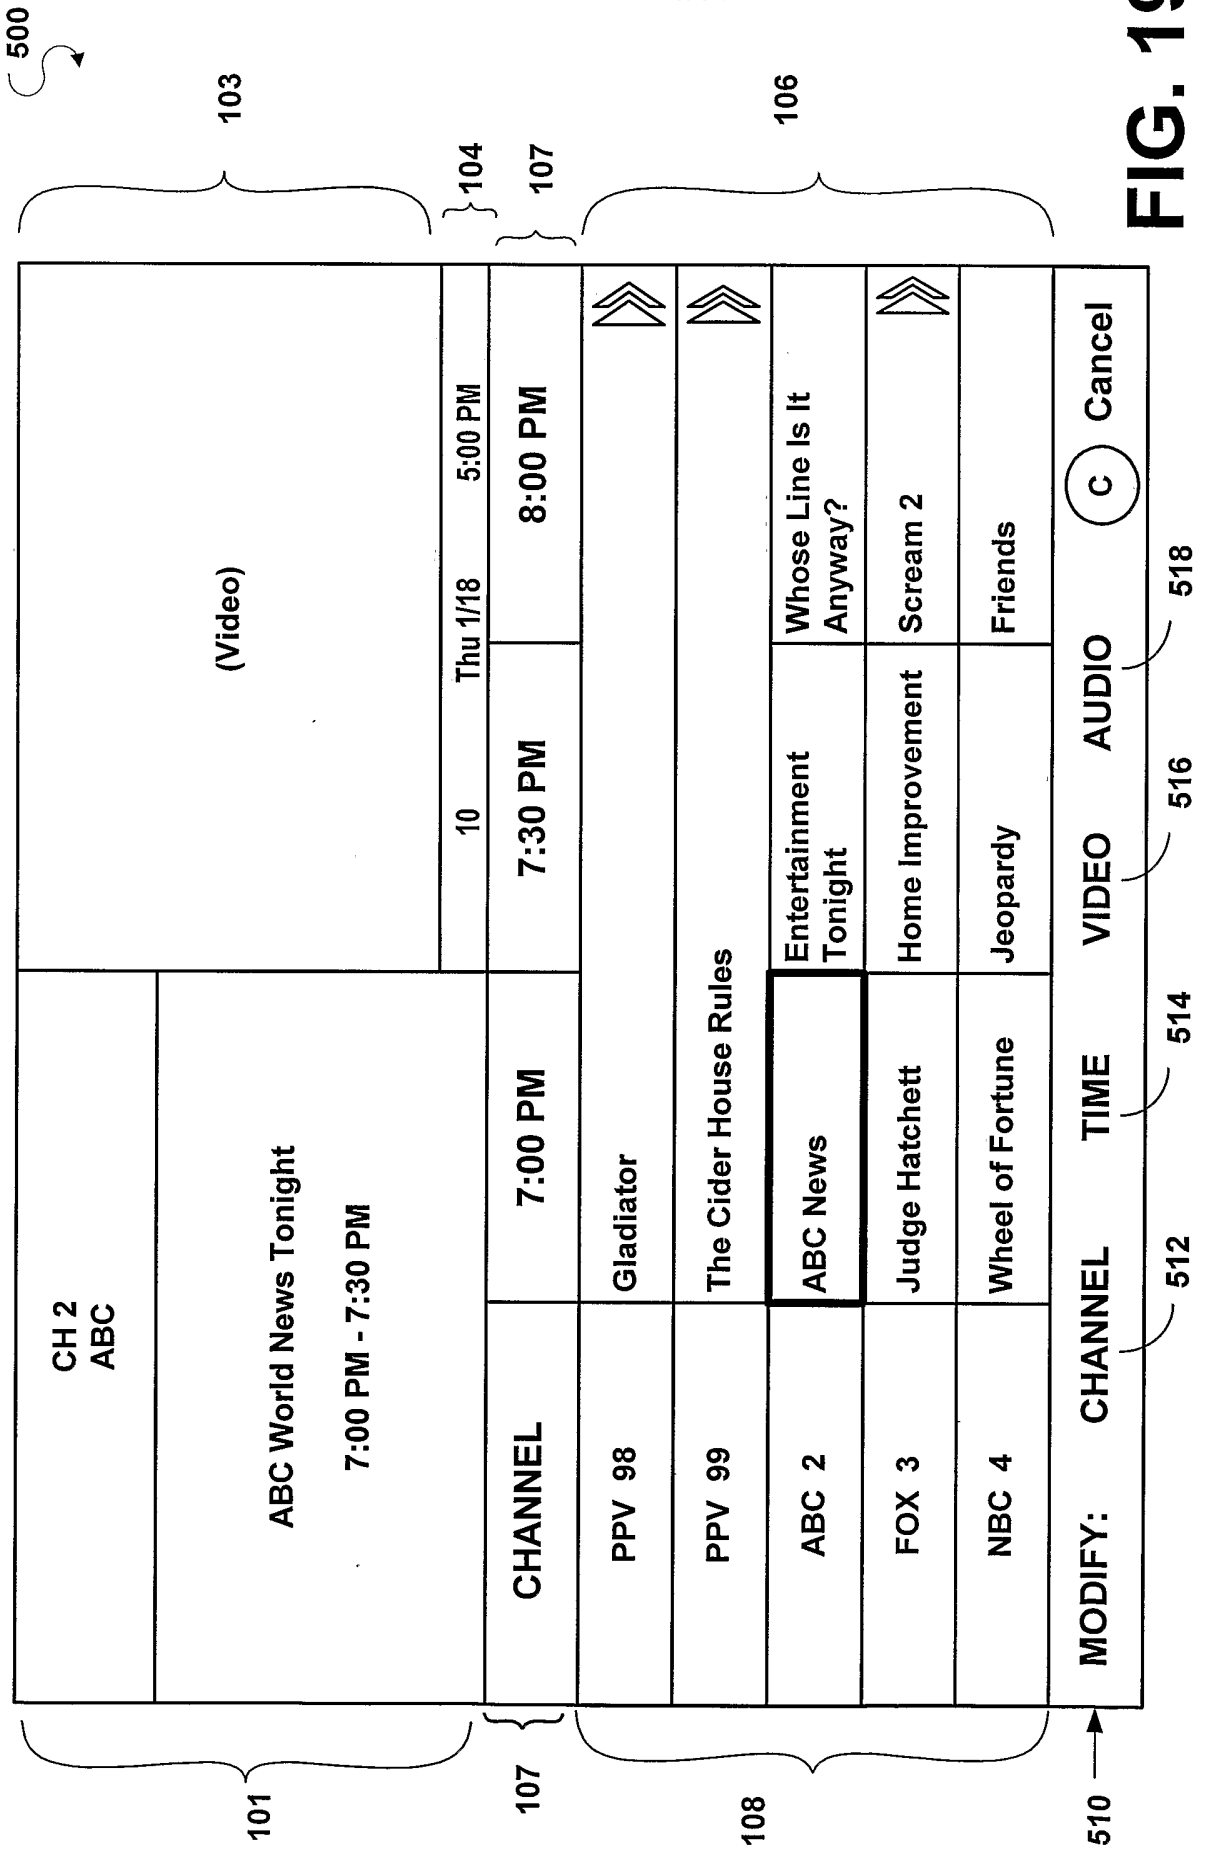 500
CH 2
ABC
(Video)
103
101
ABC World News Tonight
7:00 PM - 7:30 PM
10 Thu 1/18 5:00 PM
104
107
CHANNEL 7:00 PM 7:30 PM 8:00 PM
107
PPV 98 Gladiator
PPV 99 The Cider House Rules
108
106
ABC 2 ABC News Entertainment Tonight Whose Line Is It Anyway?
FOX 3 Judge Hatchett Home Improvement Scream 2
NBC 4 Wheel of Fortune Jeopardy Friends
510
MODIFY: CHANNEL TIME VIDEO AUDIO C Cancel
512 514 516 518
FIG.